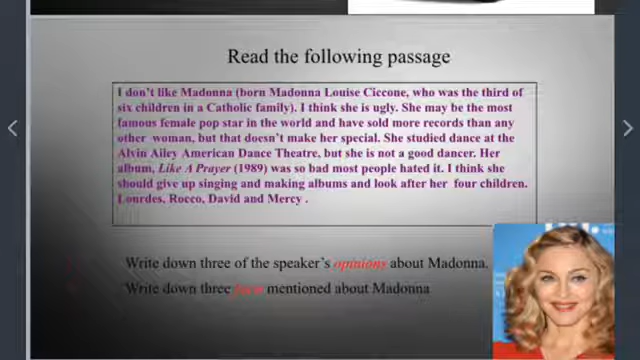 Read the following passage
I don't like Madonna (born Madonna Louise Ciccone, who was the third of
six children in a Catholic family). I think she is ugly. She may be the most
famous female pop star in the world and have sold more records than any
other woman, but that doesn't make her special. She studied dance at the
Alvin Ailey American Dance Theatre, but she is not a good dancer. Her
album, Like A Prayer (1989) was so bad most people hated it. I think she
should give up singing and making albums and look after her four children.
Lourdes, Rocco, David and Mercy .
Write down three of the speaker's opinions about Madonna.
Write down three facts mentioned about Madonna